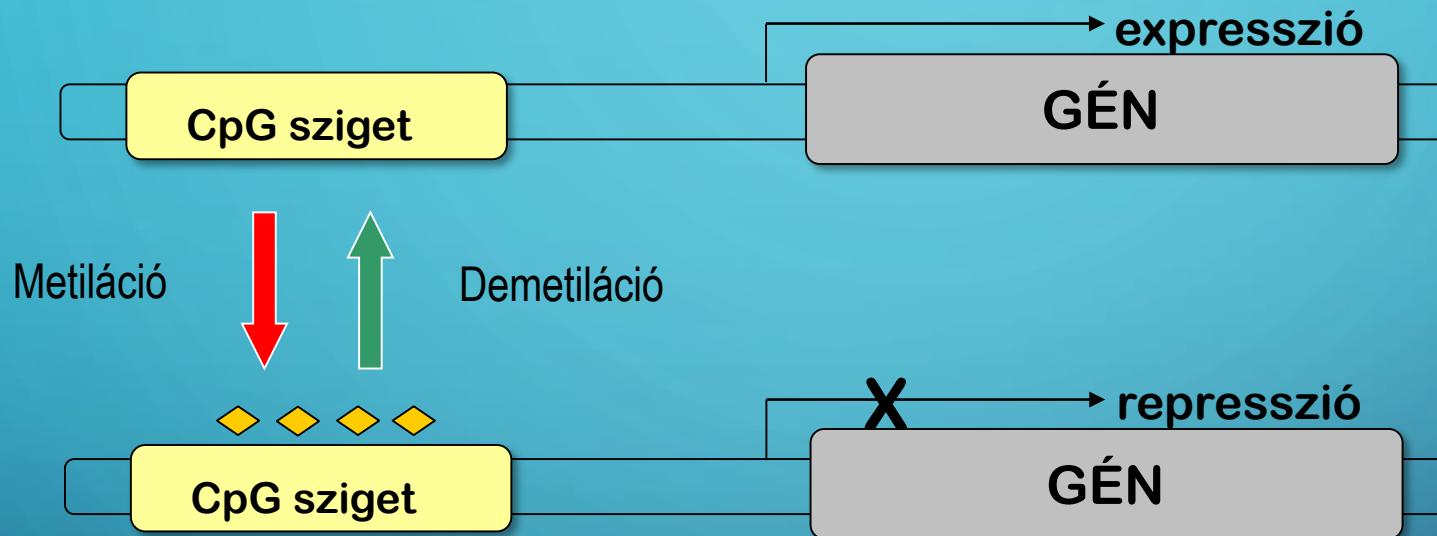 expresszió
CpG sziget
GÉN
Metiláció
Demetiláció
X
represszió
CpG sziget
GÉN